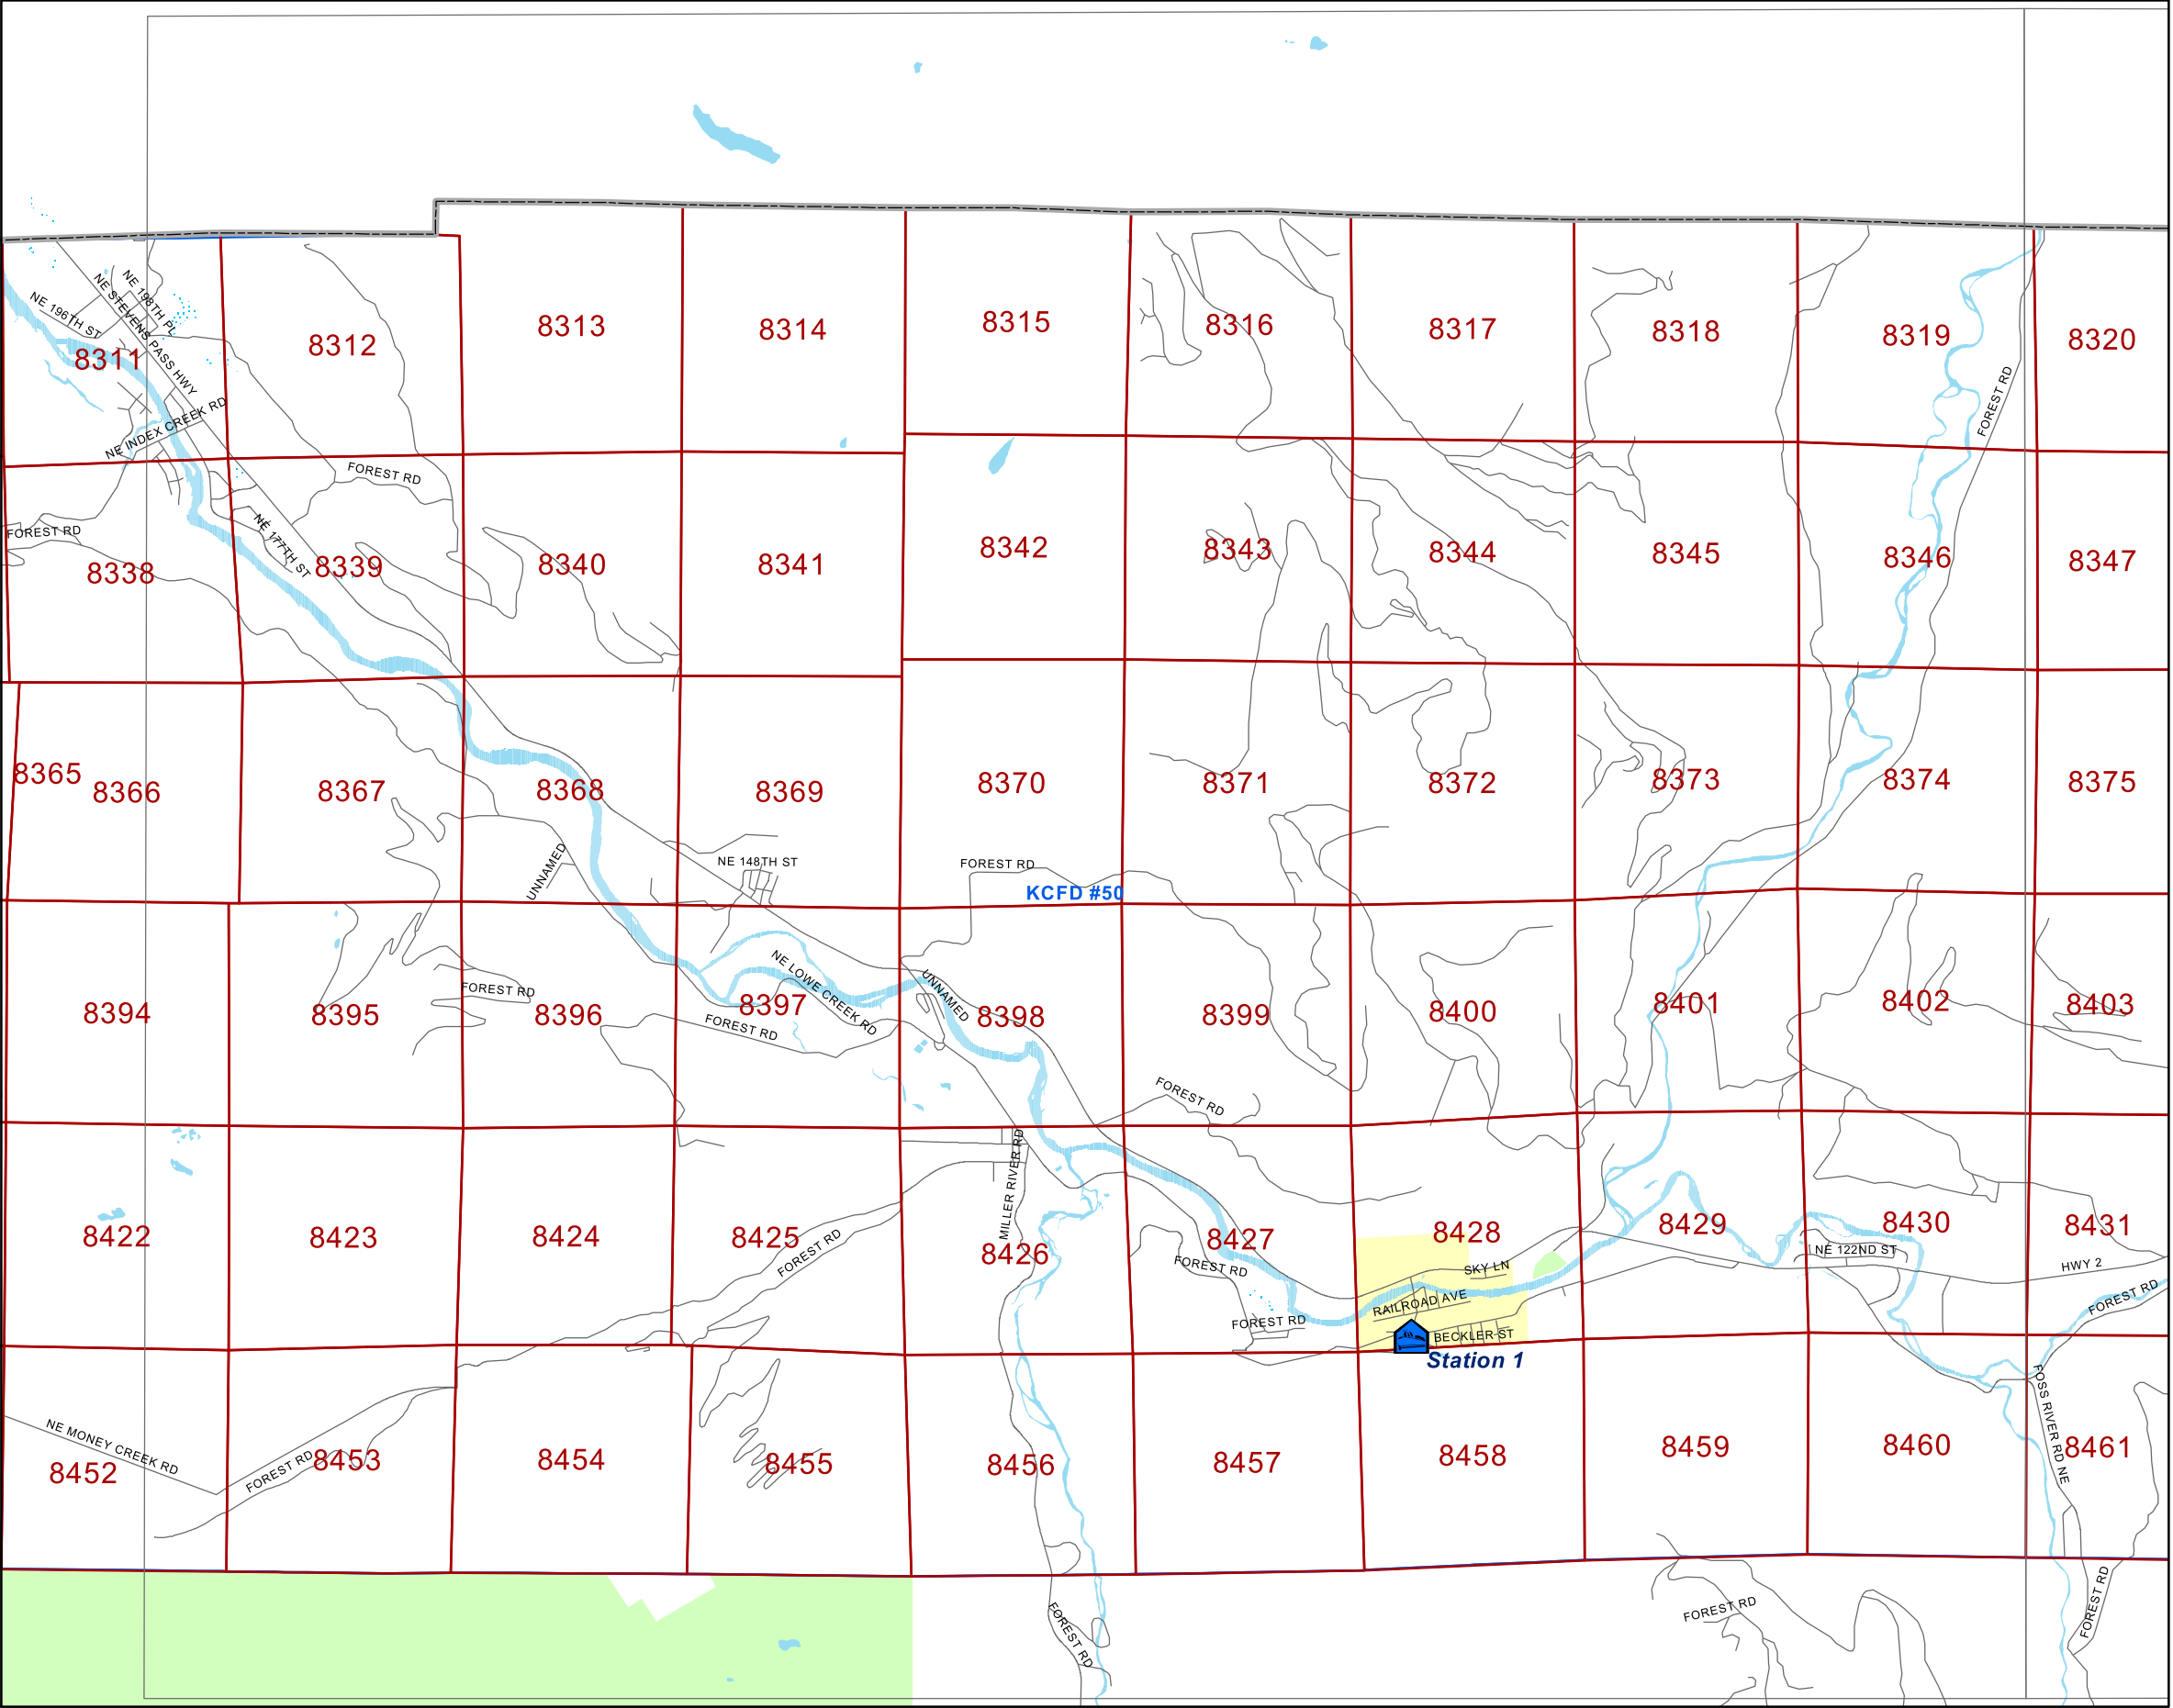 NE 198TH PL
NE STEVENS PASS HWY
NE 196TH ST
8311
8312
8313
8314
8315
8316
8317
8318
8319
8320
FOREST RD
NE INDEX CREEK RD
FOREST RD
FOREST RD
NE 177TH ST
8338
8339
8340
8341
8342
8343
8344
8345
8346
8347
8365
8366
8367
8368
8369
8370
8371
8372
8373
8374
8375
UNNAMED
NE 148TH ST
FOREST RD
KCFD #50
8394
8395
FOREST RD
8396
8397
NE LOWE CREEK RD
FOREST RD
UNNAMED
8398
8399
8400
8401
8402
8403
FOREST RD
MILLER RIVER RD
8422
8423
8424
8425
FOREST RD
8426
8427
FOREST RD
8428
8429
8430
8431
NE 122ND ST
HWY 2
SKY LN
FOREST RD
RAILROAD AVE
FOREST RD
BECKLER ST
Station 1
FOSS RIVER RD NE
NE MONEY CREEK RD
8452
FOREST RD
8453
8454
8455
8456
8457
8458
8459
8460
8461
FOREST RD
FOREST RD
FOREST RD